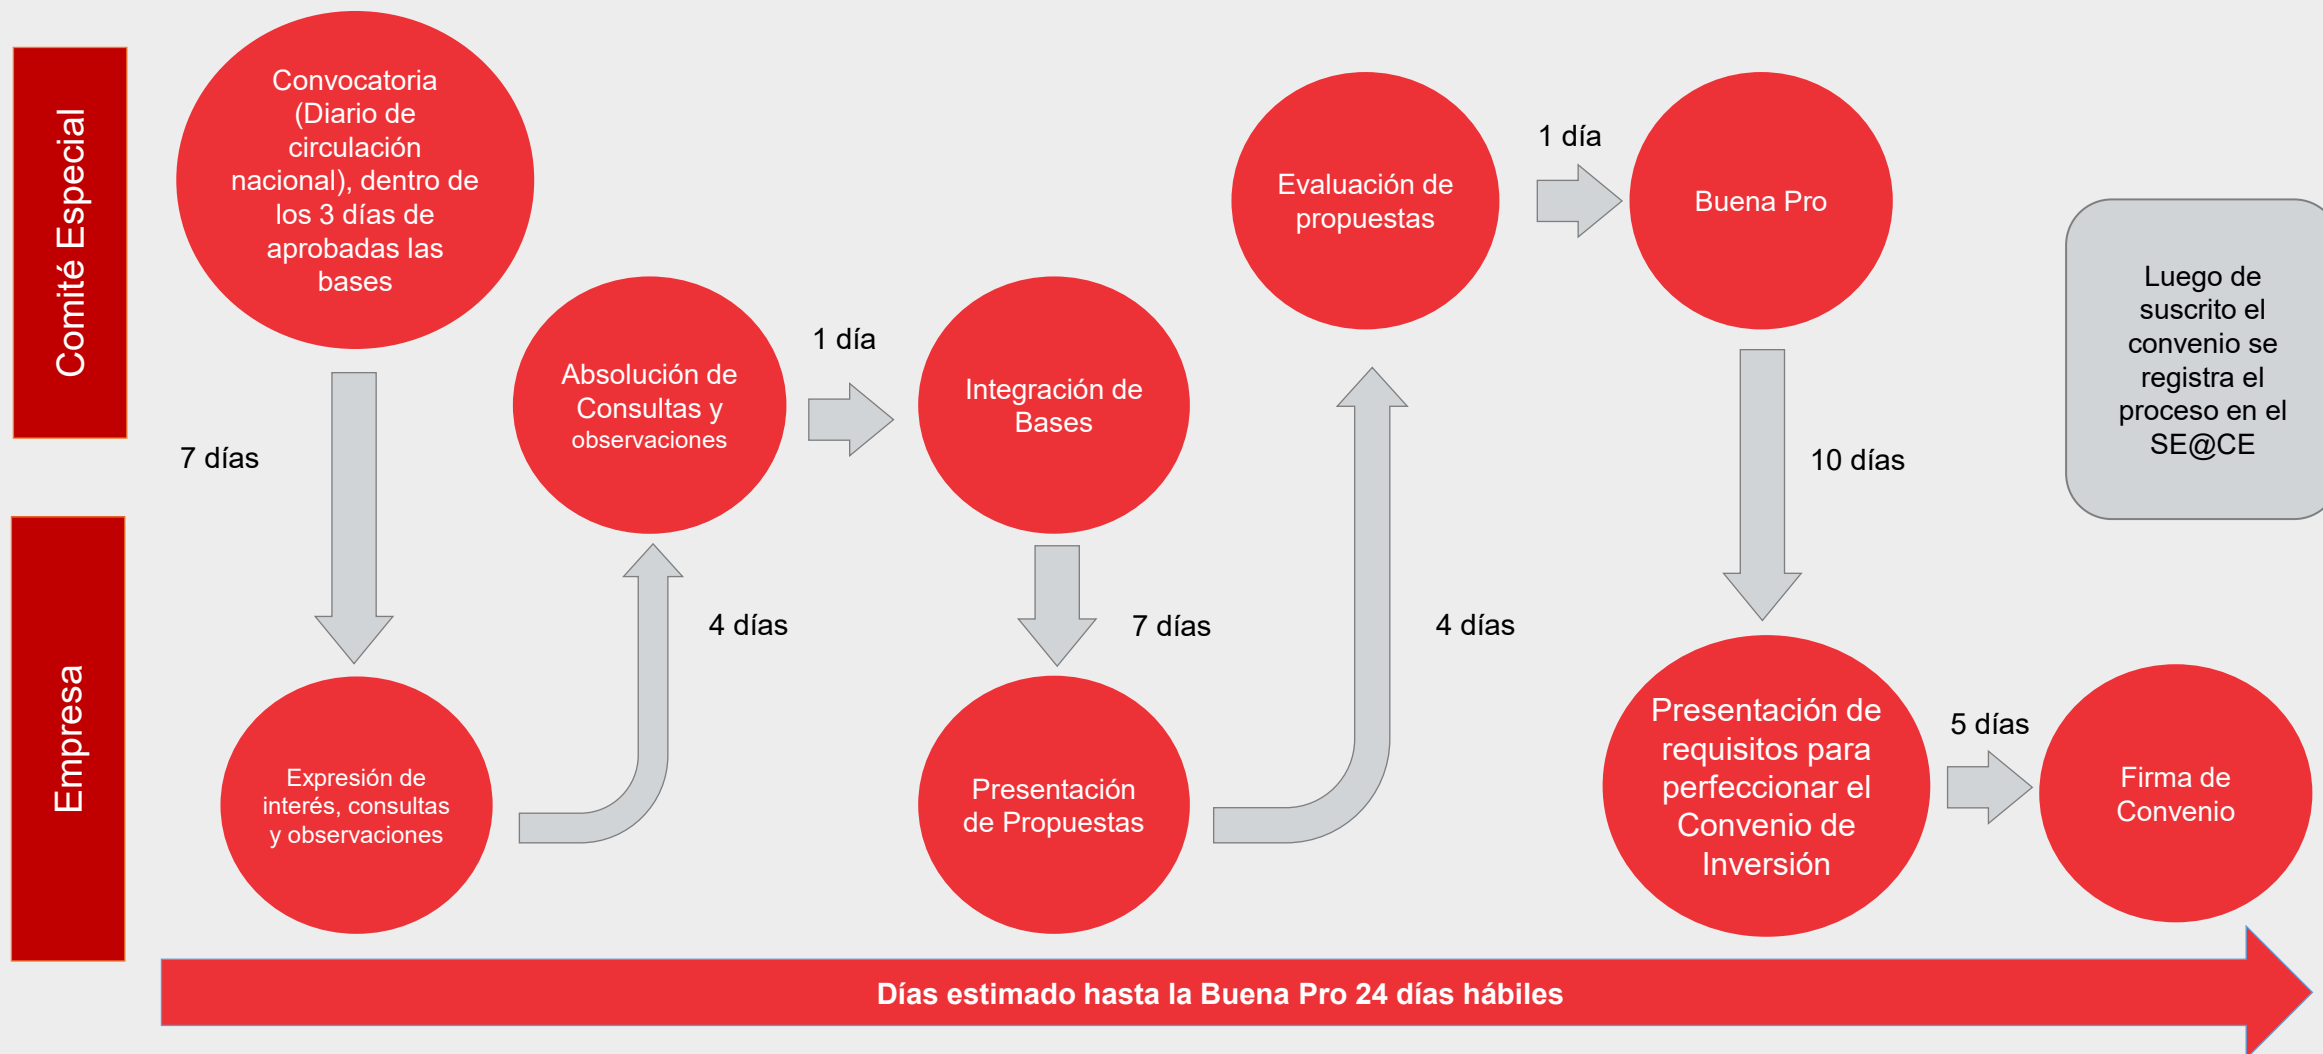 Comité Especial
Convocatoria
(Diario de
circulación
nacional), dentro de
los 3 días de
aprobadas las
bases
7 días
Empresa
Expresión de
interés, consultas
y observaciones
4 días
Absolución de
Consultas y
observaciones
1 día
Integración de
Bases
7 días
Presentación
de Propuestas
4 días
Evaluación de
propuestas
1 día
Buena Pro
10 días
Presentación de
requisitos para
perfeccionar el
Convenio de
Inversión
5 días
Firma de
Convenio
Luego de
suscrito el
convenio se
registra el
proceso en el
SE@CE
Días estimado hasta la Buena Pro 24 días hábiles